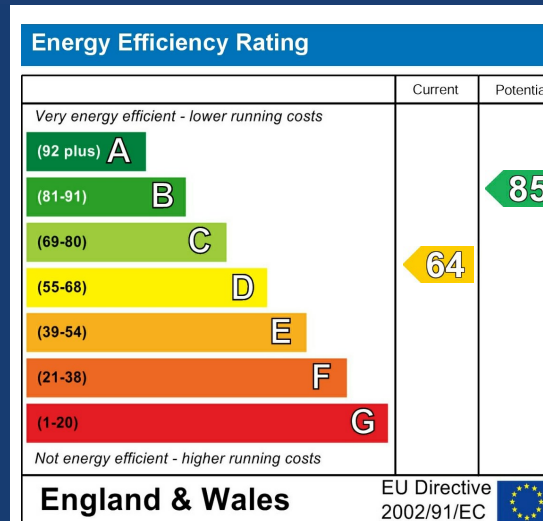 Energy Efficiency Rating
Current Potentia
Very energy efficient - lower running costs
(92 plus) A
(81-91) B
85
(69-80) C
64
(55-68) D
(39-54) E
(21-38) F
(1-20) G
Not energy efficient - higher running costs
England & Wales
EU Directive
2002/91/EC